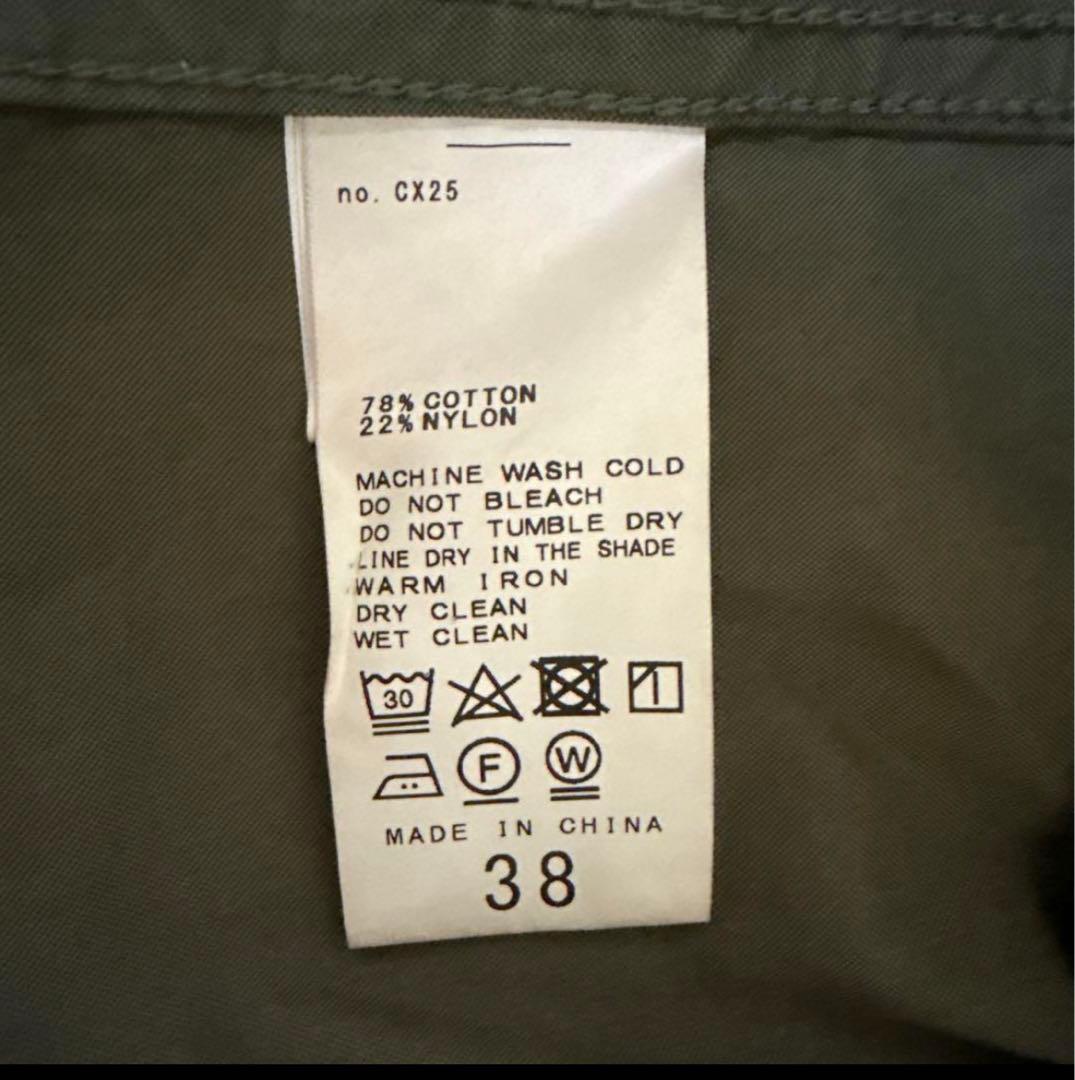 no. CX25
78% COTTON
22% NYLON
MACHINE WASH COLD
DO NOT BLEACH
DO NOT TUMBLE DRY
LINE DRY IN THE SHADE
WARM IRON
DRY CLEAN
WET CLEAN
30
F W
MADE IN CHINA
38